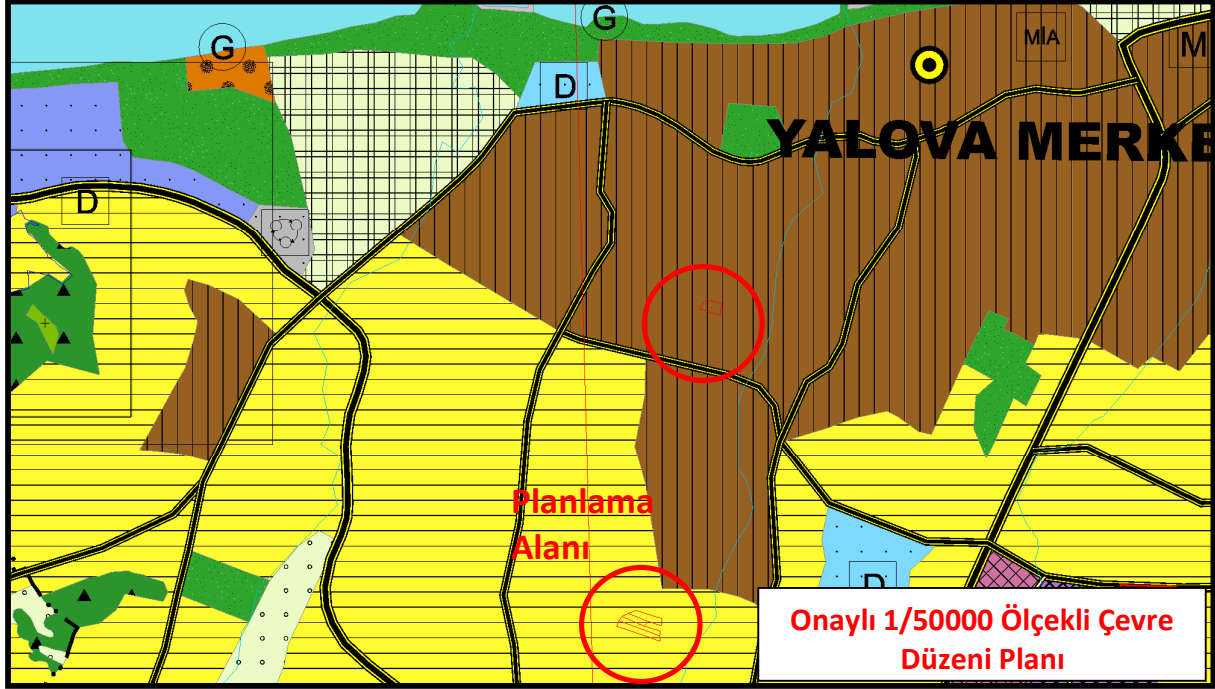 G
G
MİA
M
D
YALOVA MERKE
D
Planlama
Alanı
D
Onaylı 1/50000 Ölçekli Çevre
Düzeni Planı